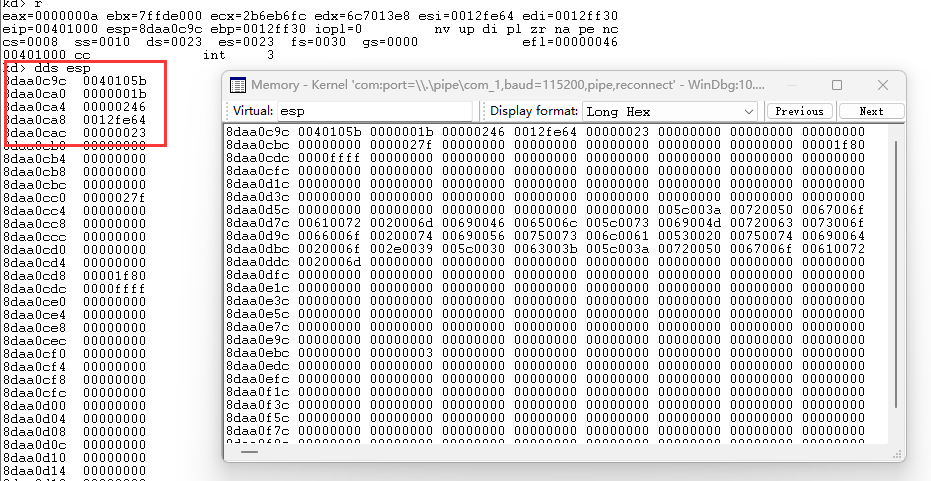 kd> r
eax=0000000a ebx=7ffde000 ecx=2b6eb6fc edx=6c7013e8 esi=0012fe64 edi=0012ff30
eip=00401000 esp=8daa0c9c ebp=0012ff30 iopl=0 nv up di pl zr na pe nc
cs=0008 ss=0010 ds=0023 es=0023 fs=0030 gs=0000 efl=00000046
00401000 cc int 3
kd> dds esp
8daa0c9c 0040105b
8daa0ca0 0000001b
8daa0ca4 00000246
8daa0ca8 0012fe64
8daa0cac 00000023
8daa0cb0 00000000
8daa0cb4 00000000
8daa0cb8 00000000
8daa0cbc 00000000
8daa0cc0 0000027f
8daa0cc4 00000000
8daa0cc8 00000000
8daa0ccc 00000000
8daa0cd0 00000000
8daa0cd4 00000000
8daa0cd8 00001f80
8daa0cdc 0000ffff
8daa0ce0 00000000
8daa0ce4 00000000
8daa0ce8 00000000
8daa0cec 00000000
8daa0cf0 00000000
8daa0cf4 00000000
8daa0cf8 00000000
8daa0cfc 00000000
8daa0d00 00000000
8daa0d04 00000000
8daa0d08 00000000
8daa0d0c 00000000
8daa0d10 00000000
8daa0d14 00000000
Memory - Kernel 'com:port=\\.\pipe\com_1,baud=115200,pipe,reconnect' - WinDbg:10....
Virtual: esp Display format: Long Hex Previous Next
8daa0c9c 0040105b 0000001b 00000246 0012fe64 00000023 00000000 00000000 00000000
8daa0cbc 00000000 0000027f 00000000 00000000 00000000 00000000 00000000 00001f80
8daa0cdc 0000ffff 00000000 00000000 00000000 00000000 00000000 00000000 00000000
8daa0cfc 00000000 00000000 00000000 00000000 00000000 00000000 00000000 00000000
8daa0d1c 00000000 00000000 00000000 00000000 00000000 00000000 00000000 00000000
8daa0d3c 00000000 00000000 00000000 00000000 00000000 00000000 00000000 00000000
8daa0d5c 00000000 00000000 00000000 00000000 00000000 005c003a 00720050 0067006f
8daa0d7c 00610072 0020006d 00690046 0065006c 005c0073 0069004d 00720063 0073006f
8daa0d9c 0066006f 00200074 00690056 00750073 006c0061 00530020 00750074 00690064
8daa0dbc 0020006f 002e0039 005c0030 0063003b 005c003a 00720050 0067006f 00610072
8daa0ddc 0020006d 00000000 00000000 00000000 00000000 00000000 00000000 00000000
8daa0dfc 00000000 00000000 00000000 00000000 00000000 00000000 00000000 00000000
8daa0e1c 00000000 00000000 00000000 00000000 00000000 00000000 00000000 00000000
8daa0e3c 00000000 00000000 00000000 00000000 00000000 00000000 00000000 00000000
8daa0e5c 00000000 00000000 00000000 00000000 00000000 00000000 00000000 00000000
8daa0e7c 00000000 00000000 00000000 00000000 00000000 00000000 00000000 00000000
8daa0e9c 00000000 00000000 00000000 00000000 00000000 00000000 00000000 00000000
8daa0ebc 00000000 00000003 00000000 00000000 00000000 00000000 00000000 00000000
8daa0edc 00000000 00000000 00000000 00000000 00000000 00000000 00000000 00000000
8daa0efc 00000000 00000000 00000000 00000000 00000000 00000000 00000000 00000000
8daa0f1c 00000000 00000000 00000000 00000000 00000000 00000000 00000000 00000000
8daa0f3c 00000000 00000000 00000000 00000000 00000000 00000000 00000000 00000000
8daa0f5c 00000000 00000000 00000000 00000000 00000000 00000000 00000000 00000000
8daa0f7c 00000000 00000000 00000000 00000000 00000000 00000000 00000000 00000000